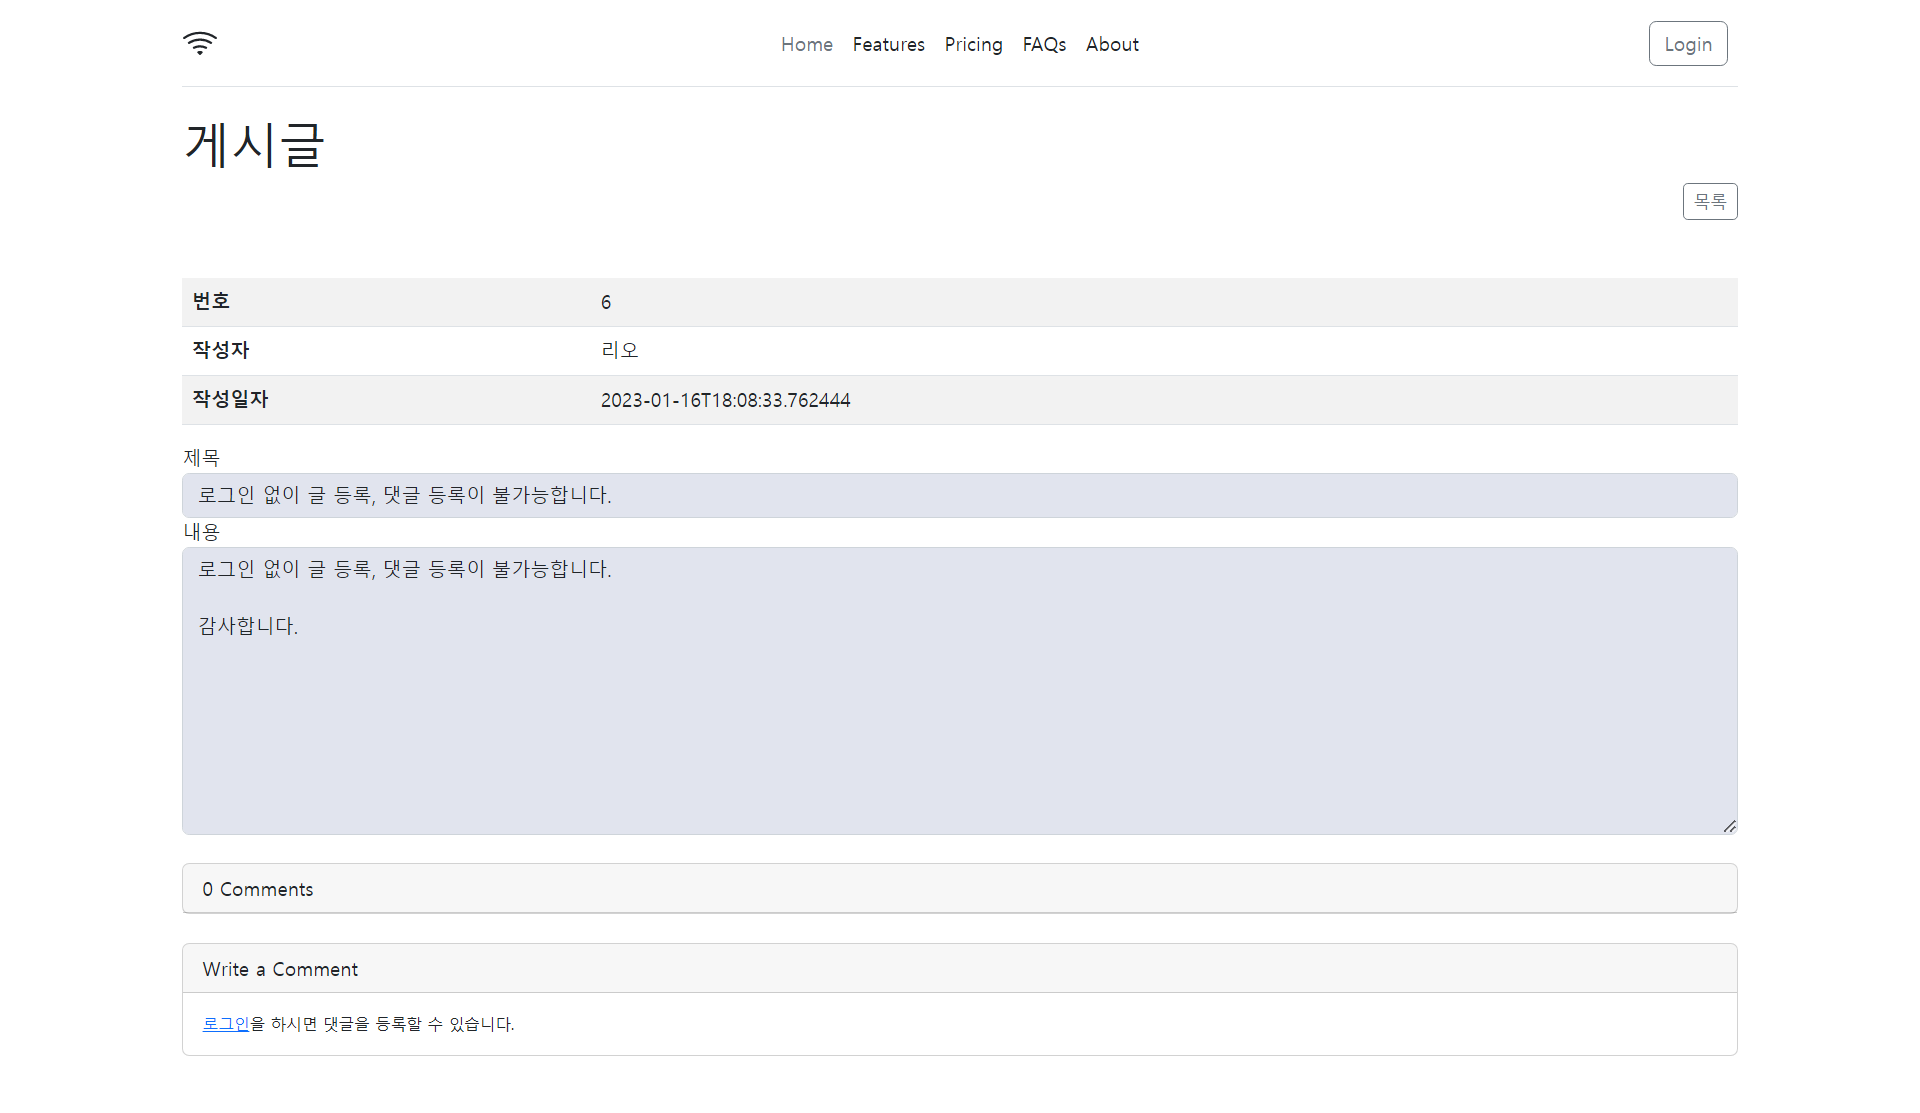 Home Features Pricing FAQs About Login
게시글
목록
번호 6
작성자 리오
작성일자 2023-01-16T18:08:33.762444
제목
로그인 없이 글 등록, 댓글 등록이 불가능합니다.
내용
로그인 없이 글 등록, 댓글 등록이 불가능합니다.
감사합니다.
0 Comments
Write a Comment
로그인을 하시면 댓글을 등록할 수 있습니다.